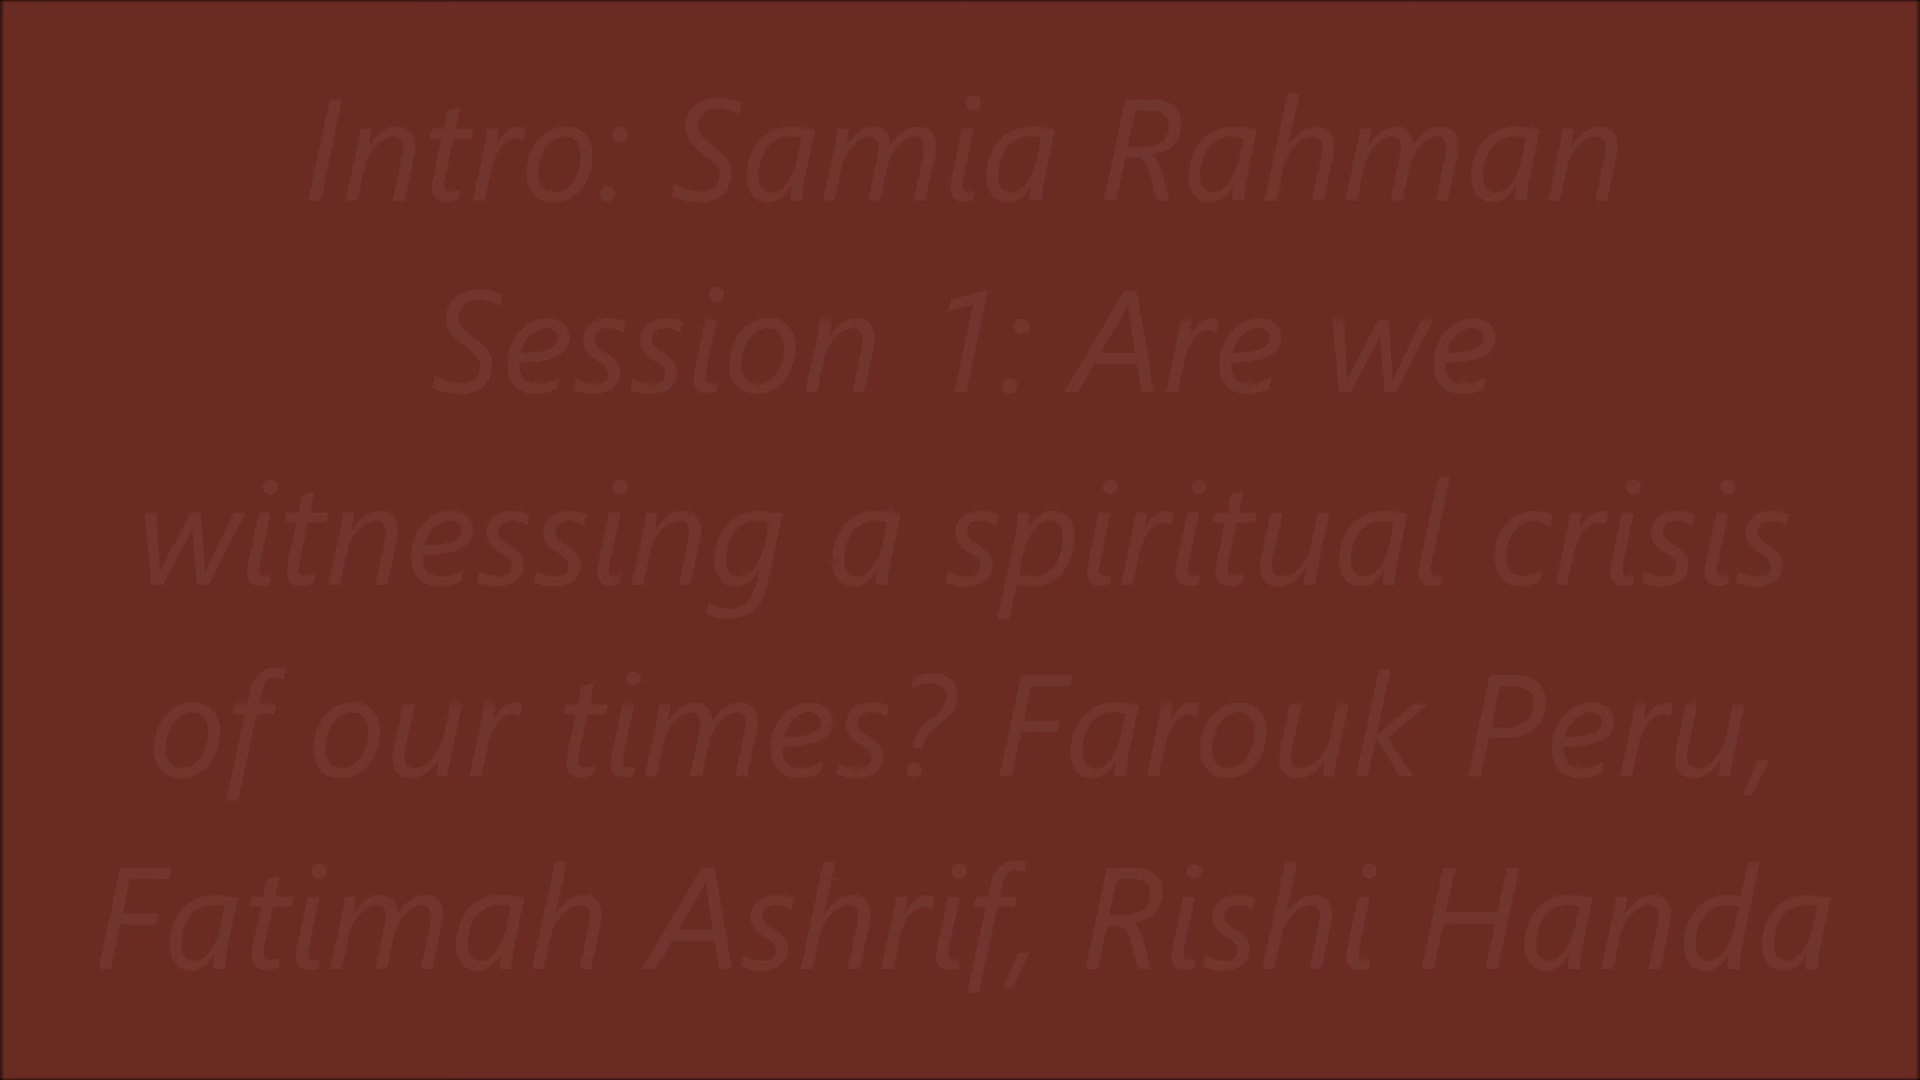 Intro: Samia Rahman
Session 1: Are we
witnessing a spiritual crisis
of our times? Farouk Peru,
Fatimah Ashrif, Rishi Handa